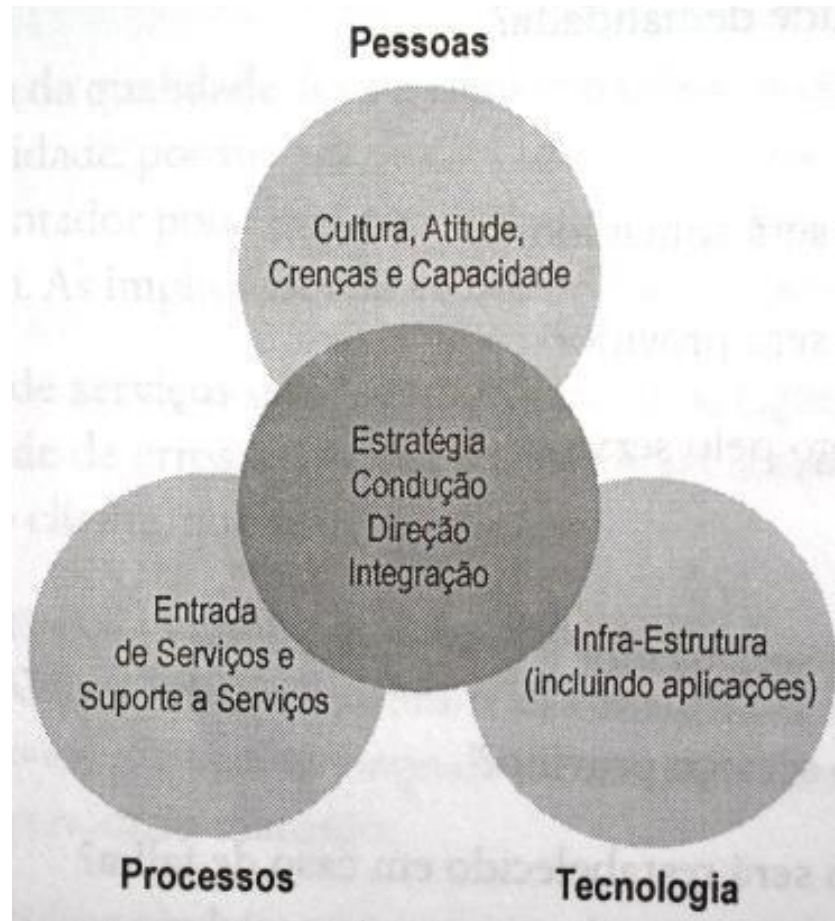 Pessoas
Cultura, Atitude,
Crenças e Capacidade
Estratégia
Condução
Direção
Integração
Entrada
de Serviços e
Suporte a Serviços
Infra-Estrutura
(incluindo aplicações)
Processos
Tecnologia